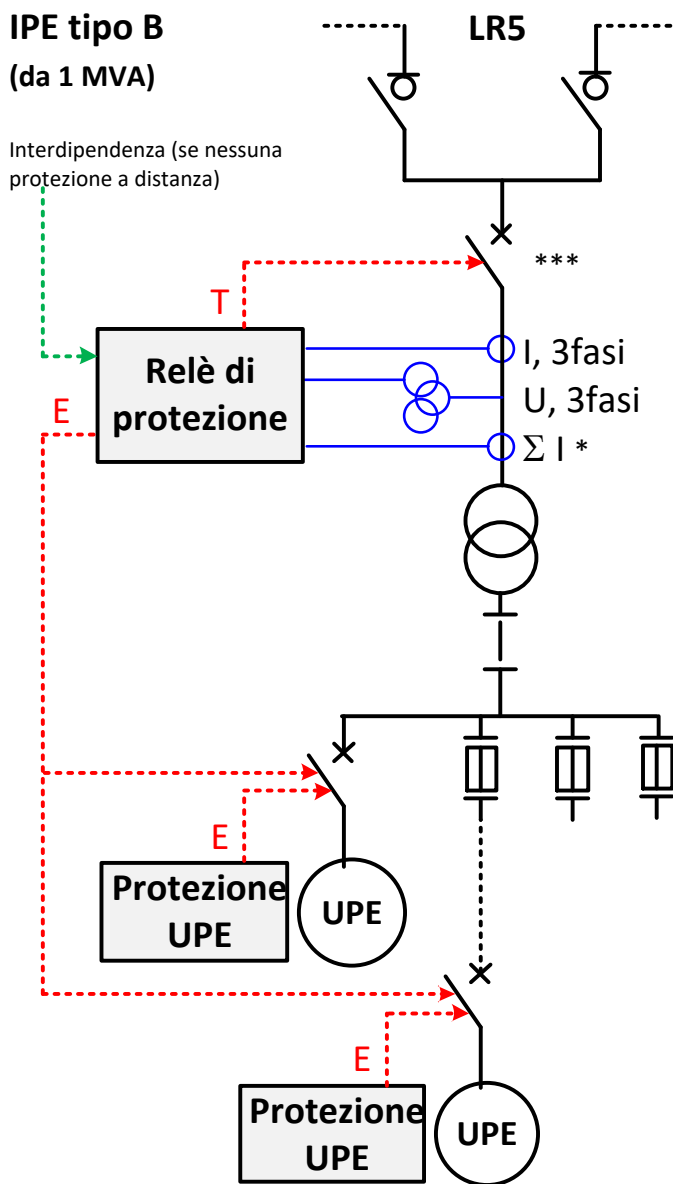 IPE tipo B
LR5
(da 1 MVA)
Interdipendenza (se nessuna
protezione a distanza)
***
T
I, 3fasi
Relè di
protezione
U, 3fasi
E
Σ I *
E
Protezione
UPE
UPE
E
Protezione
UPE
UPE